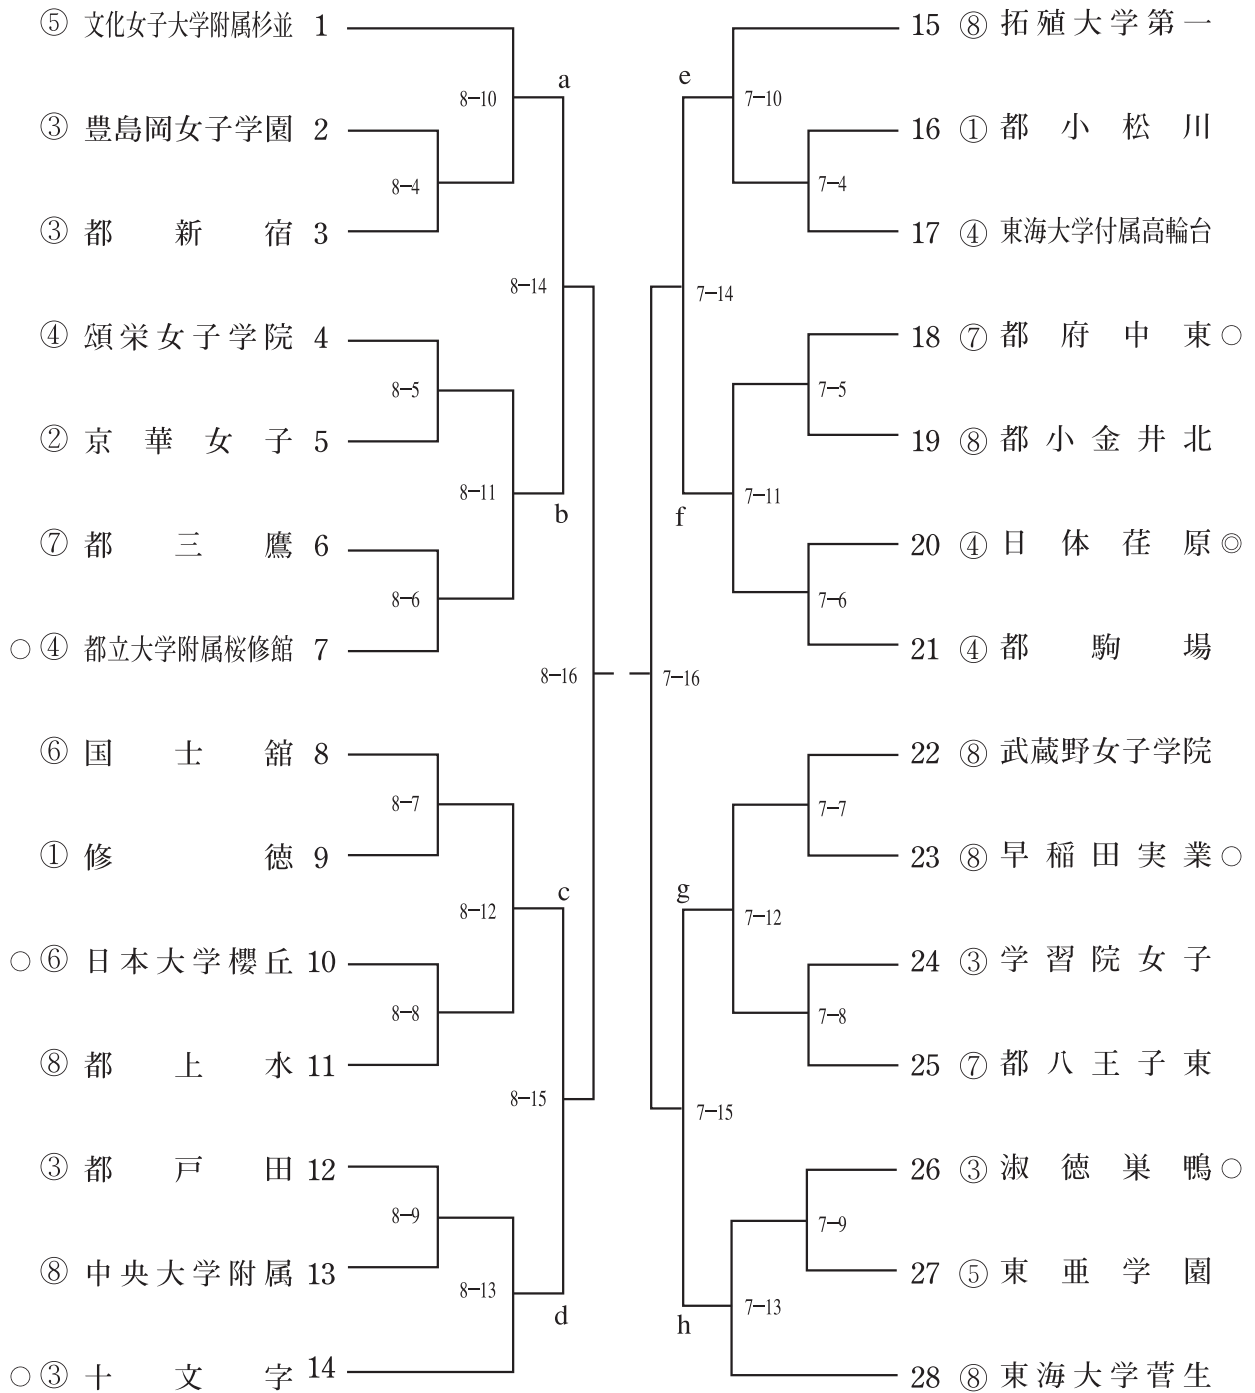 ⑤ 文化女子大学附属杉並 1
③ 豊島岡女子学園 2
③ 都新宿 3
④ 頌栄女子学院 4
② 京華女子 5
⑦ 都三鷹 6
○ ④ 都立大学附属桜修館 7
⑥ 国士舘 8
① 修徳 9
○ ⑥ 日本大学櫻丘 10
⑧ 都上水 11
③ 都戸田 12
⑧ 中央大学附属 13
○ ③ 十文字 14
8-10
8-4
8-5
8-11
8-6
8-7
8-12
8-8
8-9
8-13
a
8-14
b
c
8-15
d
8-16
7-16
e
7-14
f
g
7-15
h
7-10
7-4
7-5
7-11
7-6
7-7
7-12
7-8
7-9
7-13
15 ⑧ 拓殖大学第一
16 ① 都小松川
17 ④ 東海大学付属高輪台
18 ⑦ 都府中東 ○
19 ⑧ 都小金井北
20 ④ 日体荏原 ◎
21 ④ 都駒場
22 ⑧ 武蔵野女子学院
23 ⑧ 早稲田実業 ○
24 ③ 学習院女子
25 ⑦ 都八王子東
26 ③ 淑徳巣鴨 ○
27 ⑤ 東亜学園
28 ⑧ 東海大学菅生